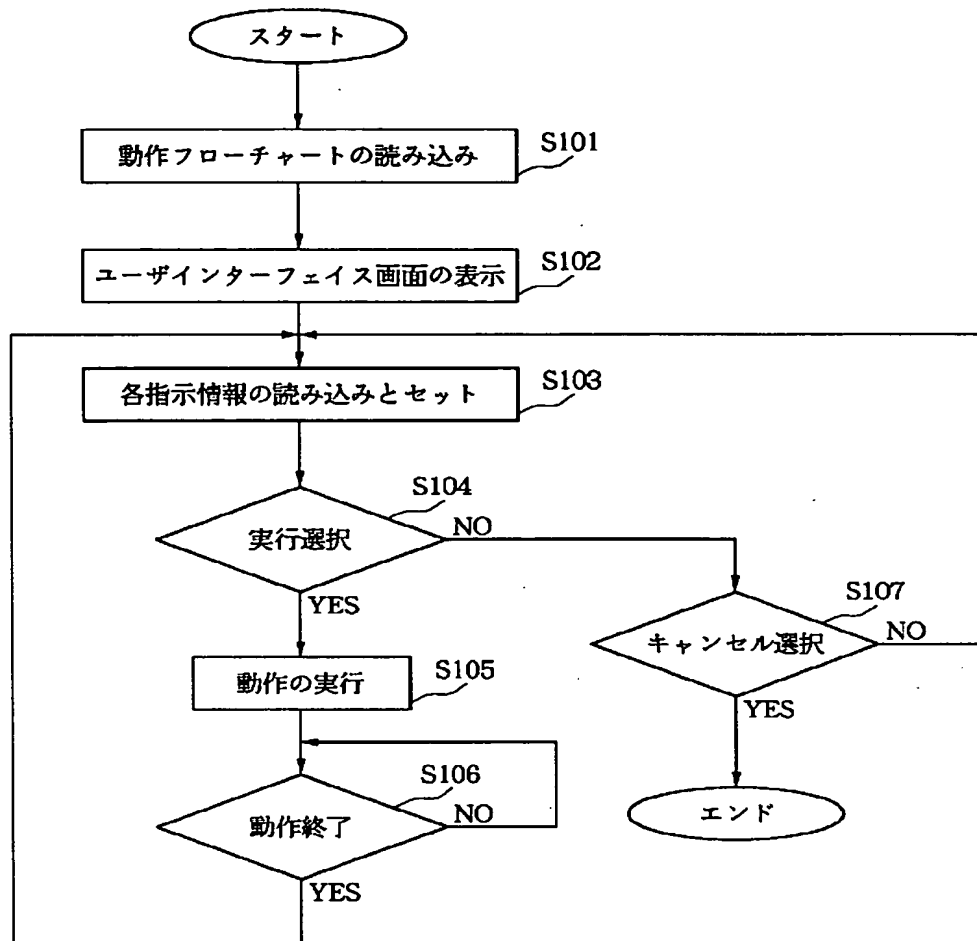 スタート
動作フローチャートの読み込み
S101
ユーザインターフェイス画面の表示
S102
各指示情報の読み込みとセット
S103
実行選択
S104
NO
YES
キャンセル選択
S107
NO
YES
動作の実行
S105
動作終了
S106
NO
YES
エンド